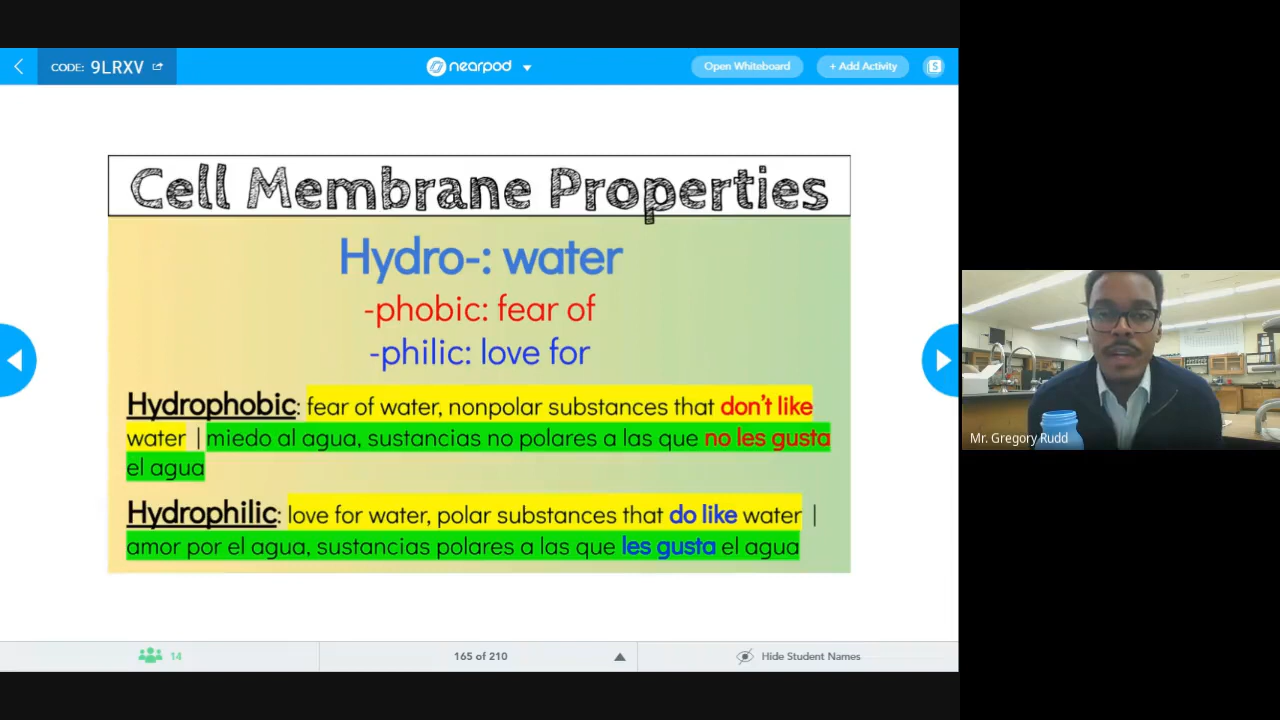 CODE: 9LRXV
nearpod
Open Whiteboard
+ Add Activity
5
Cell Membrane Properties
Hydro-: water
-phobic: fear of
-philic: love for
Hydrophobic: fear of water, nonpolar substances that don't like
water | miedo al agua, sustancias no polares a las que no les gusta
el agua
Hydrophilic: love for water, polar substances that do like water |
amor por el agua, sustancias polares a las que les gusta el agua
Mr. Gregory Rudd
14
165 of 210
Hide Student Names